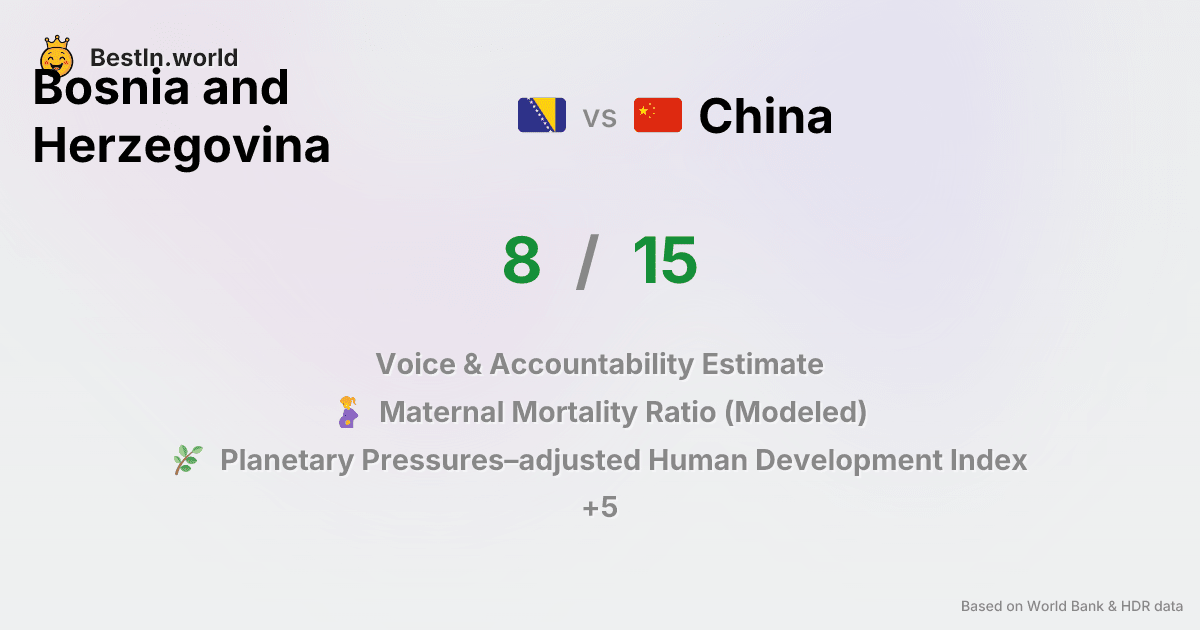 BestIn.world
Bosnia and
Herzegovina
vs
China
8 / 15
Voice & Accountability Estimate
Maternal Mortality Ratio (Modeled)
Planetary Pressures–adjusted Human Development Index
+5
Based on World Bank & HDR data